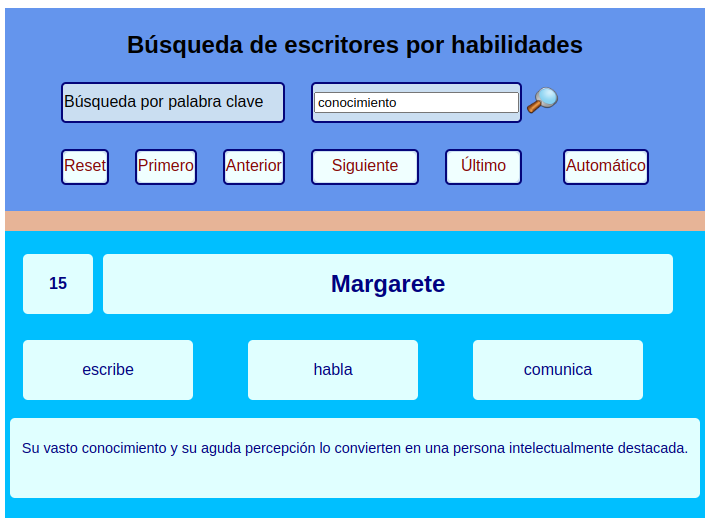 Búsqueda de escritores por habilidades
Búsqueda por palabra clave conocimiento
Reset Primero Anterior Siguiente Último Automático
15 Margarete
escribe habla comunica
Su vasto conocimiento y su aguda percepción lo convierten en una persona intelectualmente destacada.